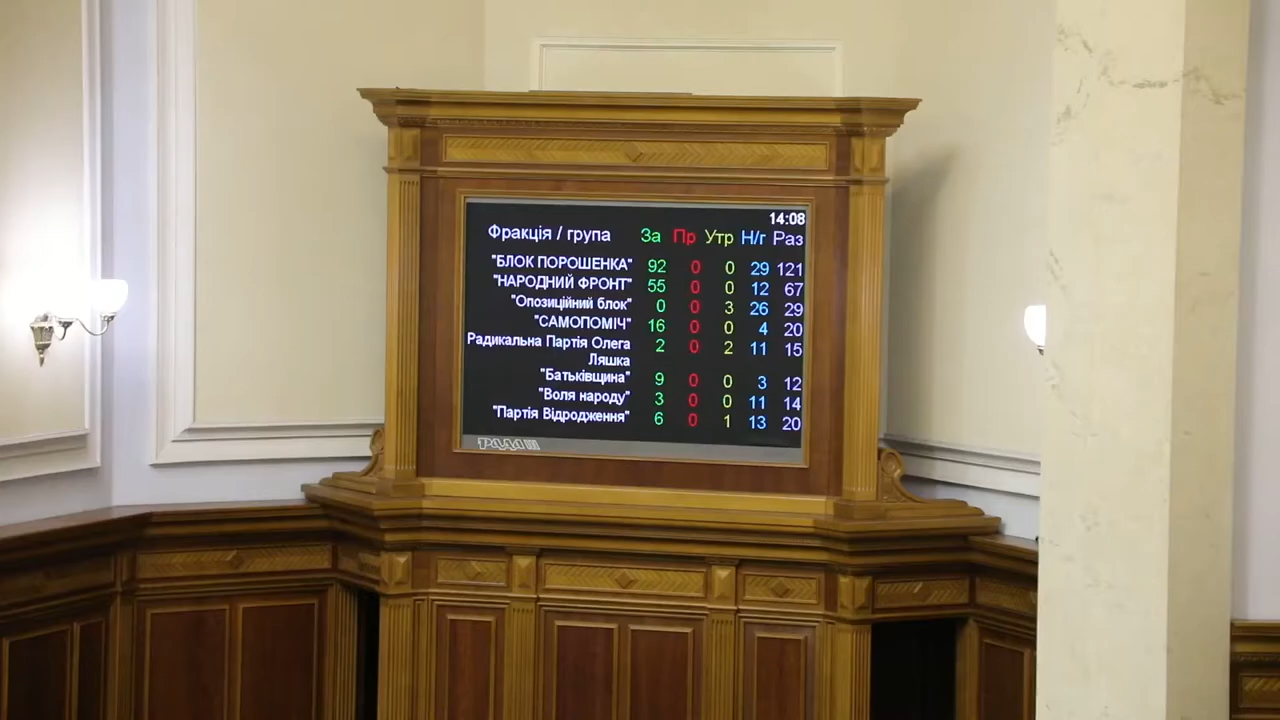 14:08
Фракція / група За Пр Утр Н/г Раз
"БЛОК ПОРОШЕНКА" 92 0 0 29 121
"НАРОДНИЙ ФРОНТ" 55 0 0 12 67
"Опозиційний блок" 0 0 3 26 29
"САМОПОМІЧ" 16 0 0 4 20
Радикальна Партія Олега 2 0 2 11 15
Ляшка
"Батьківщина" 9 0 0 3 12
"Воля народу" 3 0 0 11 14
"Партія Відродження" 6 0 1 13 20
РАДА